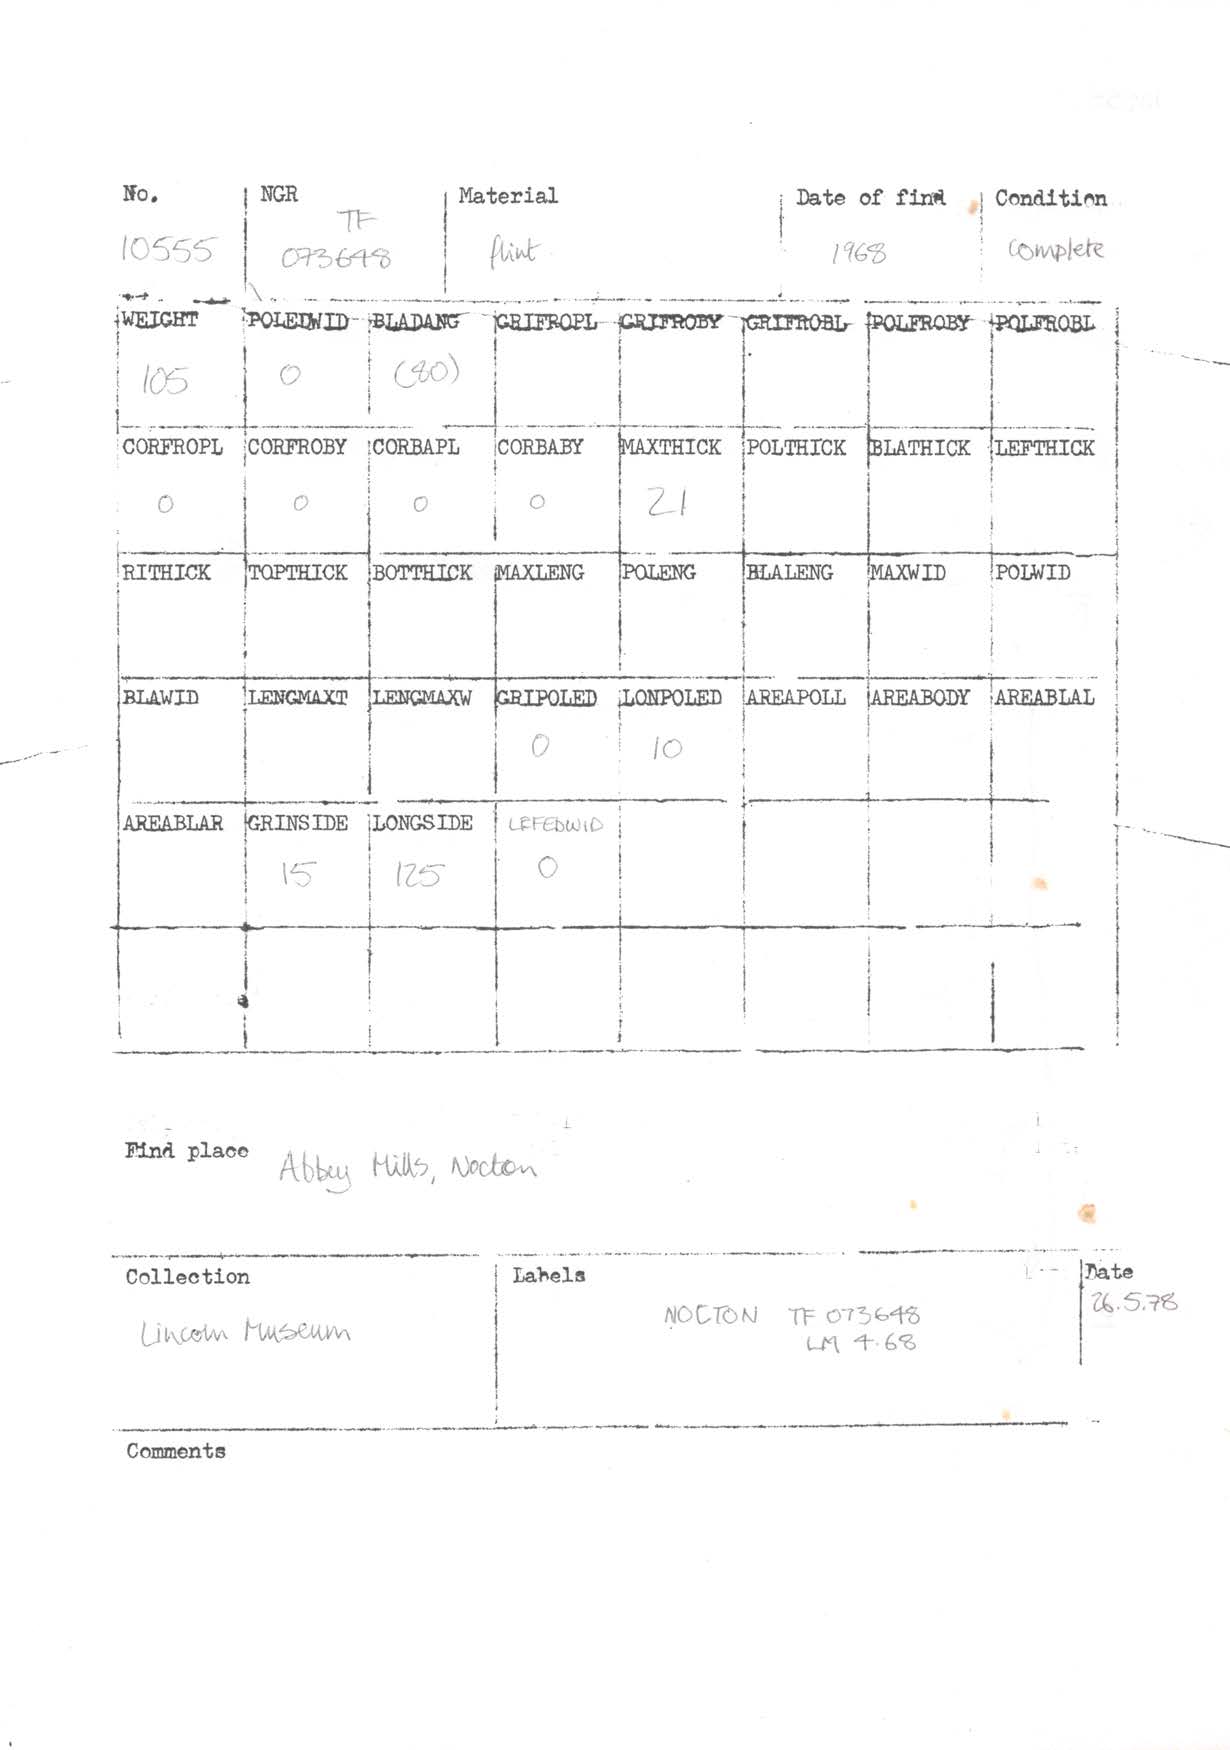 No. NGR Material Date of find Condition
TF
10555 073648 flint 1968 complete
WEIGHT POLEDWID BLADANG GRIFROPL GRIFROBY GRIFROBL POLFROBY POLFROBL
105 0 (80)
CORFROPL CORFROBY CORBAPL CORBABY MAXTHICK POLTHICK BLATHICK LEFTHICK
0 0 0 0 21
RITHICK TOPTHICK BOTTHICK MAXLENG POLENG BLALENG MAXWID POLWID
BLAWID LENGMAXT LENGMAXW GRIPOLED LONPOLED AREAPOLL AREABODY AREABLAL
0 10
AREABLAR GRINSIDE LONGSIDE LEFEDWID
15 125 0
Find place Abbey Hills, Nocton
Collection Labels Date
26.5.78
Lincoln Museum NOCTON TF 073648
LM 4.68
Comments